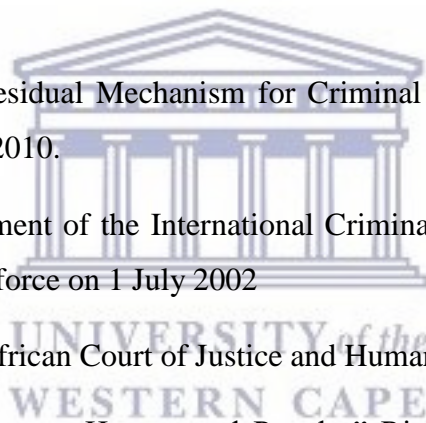 esidual Mechanism for Criminal
2010.
ment of the International Crimina
force on 1 July 2002
UNIVERSITY of the
frican Court of Justice and Human
WESTERN CAPE